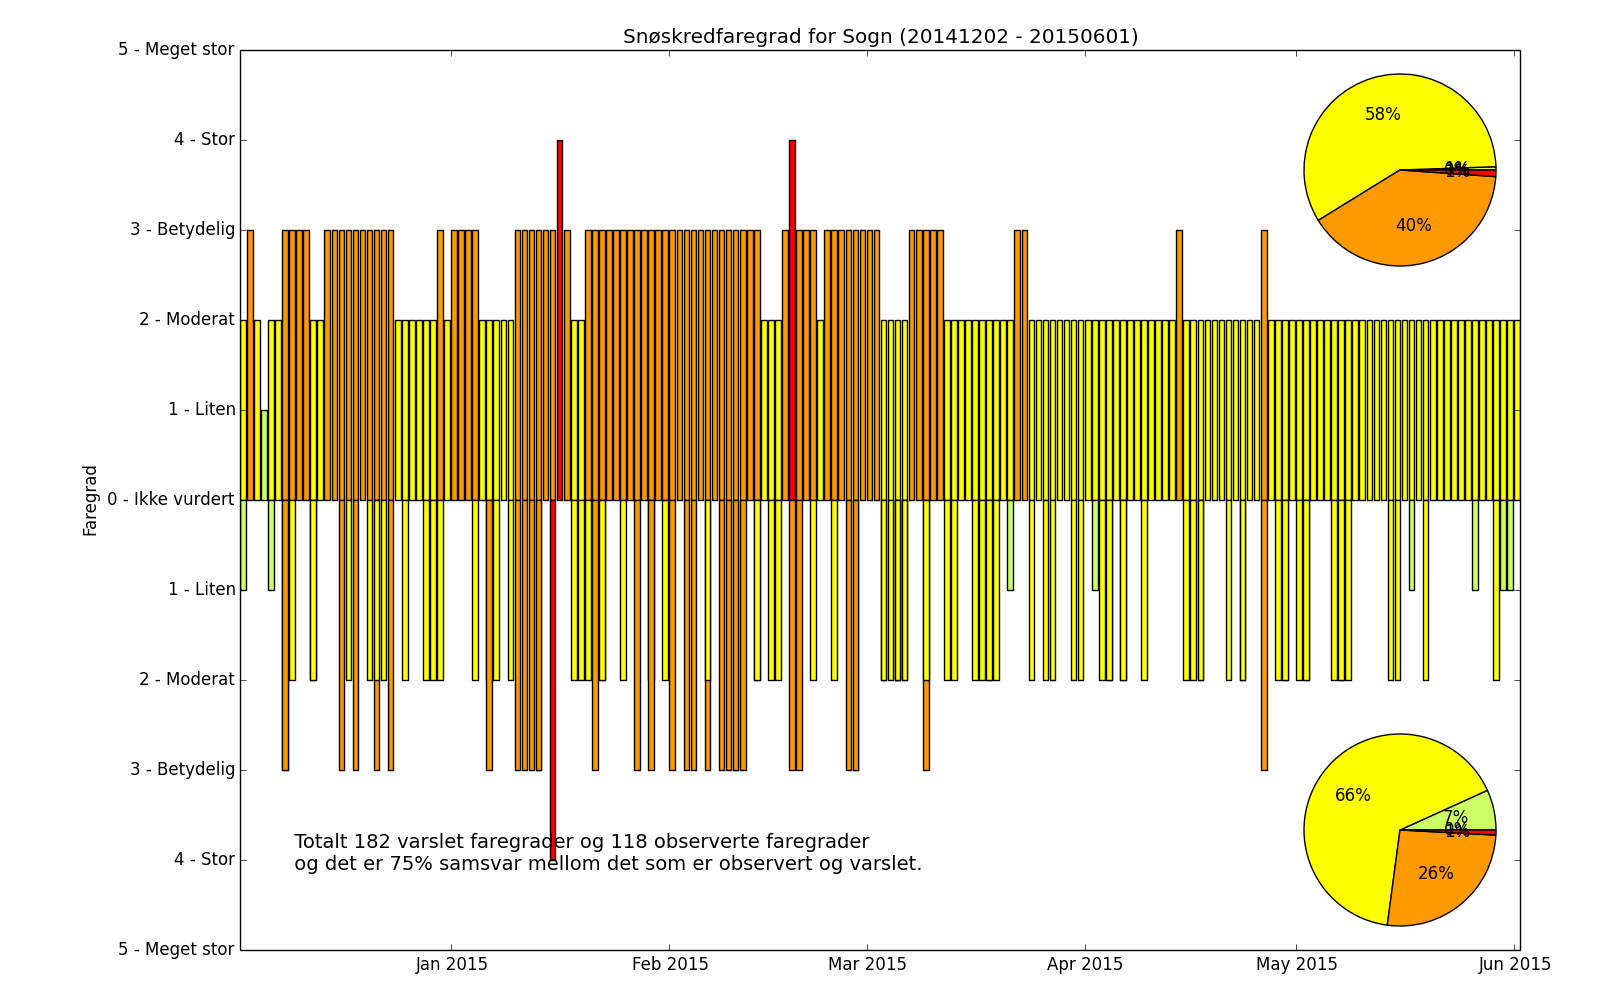 Snøskredfaregrad for Sogn (20141202 - 20150601)
5 - Meget stor
4 - Stor
3 - Betydelig
2 - Moderat
1 - Liten
0 - Ikke vurdert
1 - Liten
2 - Moderat
3 - Betydelig
4 - Stor
5 - Meget stor
Faregrad
58%
40%
66%
7%
26%
Totalt 182 varslet faregrader og 118 observerte faregrader
og det er 75% samsvar mellom det som er observert og varslet.
Jan 2015
Feb 2015
Mar 2015
Apr 2015
May 2015
Jun 2015